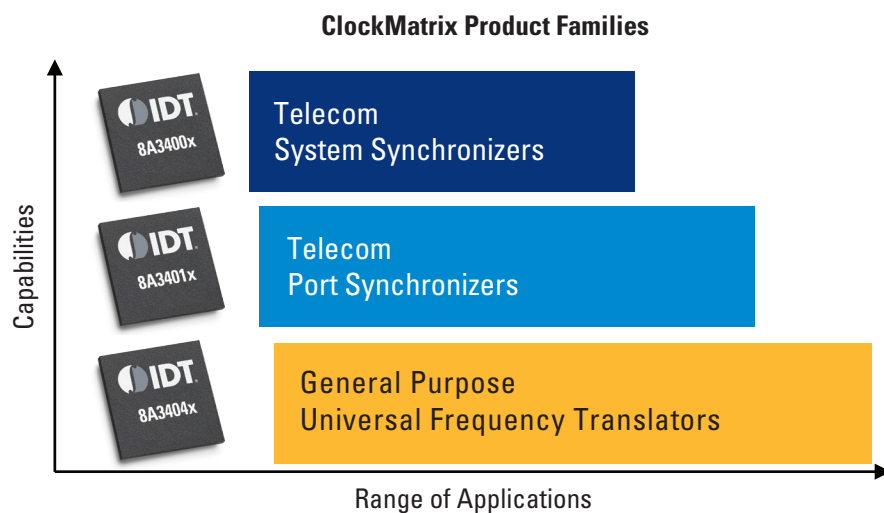 ClockMatrix Product Families
Capabilities
IDT.
8A3400x
Telecom
System Synchronizers
IDT.
8A3401x
Telecom
Port Synchronizers
IDT.
8A3404x
General Purpose
Universal Frequency Translators
Range of Applications